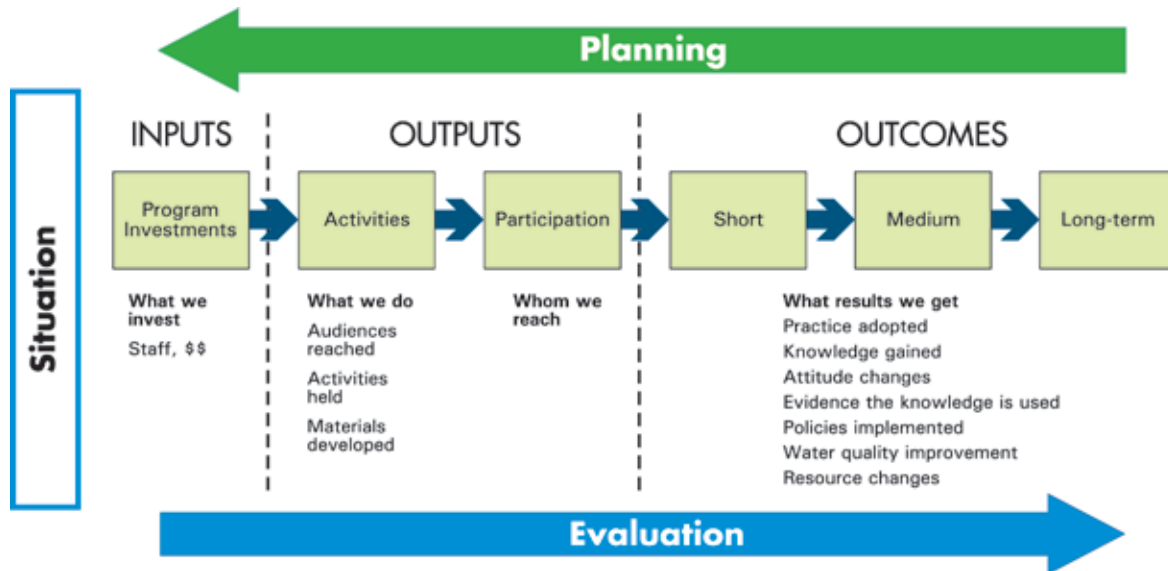 Planning
Situation
INPUTS
OUTPUTS
OUTCOMES
Program
Investments
Activities
Participation
Short
Medium
Long-term
What we
invest
Staff, $$
What we do
Audiences
reached
Activities
held
Materials
developed
Whom we
reach
What results we get
Practice adopted
Knowledge gained
Attitude changes
Evidence the knowledge is used
Policies implemented
Water quality improvement
Resource changes
Evaluation